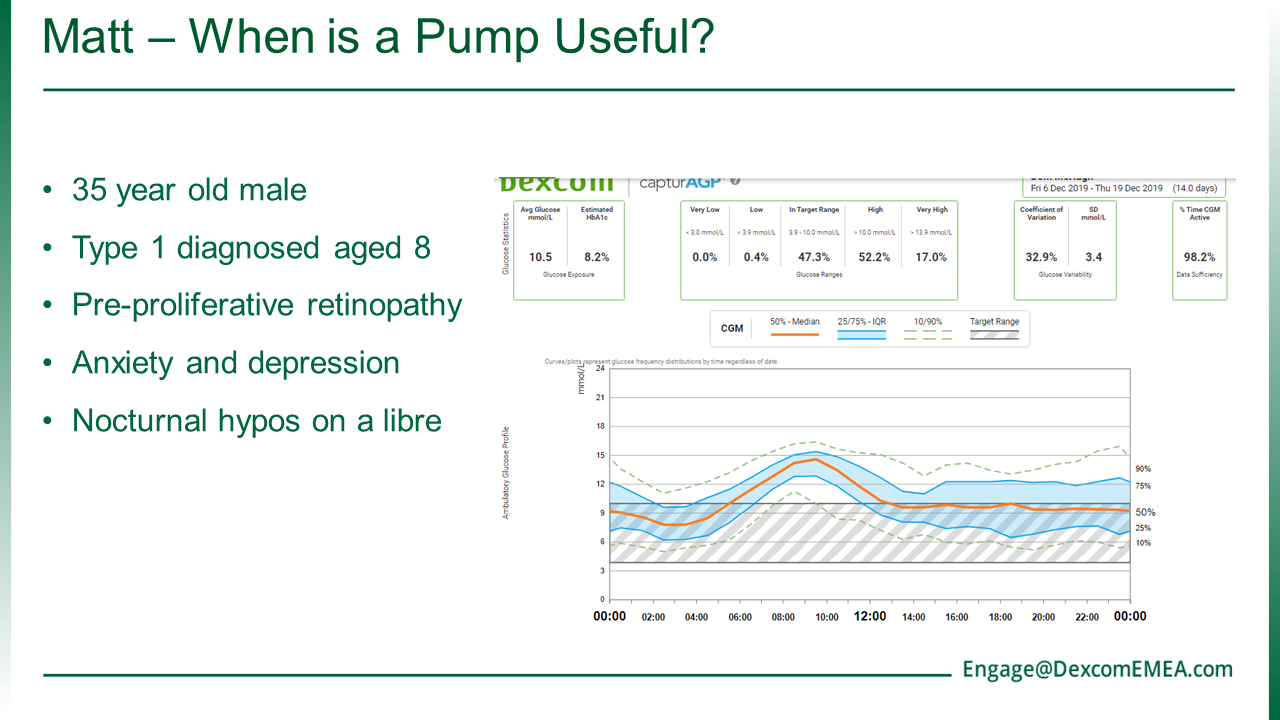 Matt – When is a Pump Useful?
• 35 year old male
• Type 1 diagnosed aged 8
• Pre-proliferative retinopathy
• Anxiety and depression
• Nocturnal hypos on a libre
Dexcom capturAGP
Fri 6 Dec 2019 - Thu 19 Dec 2019 (14.0 days)
Glucose Statistics
Avg Glucose mmol/L
10.5
Estimated HbA1c
8.2%
Glucose Exposure
Very Low
< 3.0 mmol/L
0.0%
Low
< 3.9 mmol/L
0.4%
In Target Range
3.9 - 10.0 mmol/L
47.3%
High
> 10.0 mmol/L
52.2%
Very High
> 13.9 mmol/L
17.0%
Glucose Ranges
Coefficient of Variation
32.9%
SD mmol/L
3.4
Glucose Variability
% Time CGM Active
98.2%
Data Sufficiency
CGM
50% - Median
25/75% - IQR
10/90%
Target Range
Curves/plots represent glucose frequency distributions by time regardless of date.
Ambulatory Glucose Profile
mmol/L
24
21
18
15
12
9
6
3
0
90%
75%
50%
25%
10%
00:00 02:00 04:00 06:00 08:00 10:00 12:00 14:00 16:00 18:00 20:00 22:00 00:00
Engage@DexcomEMEA.com